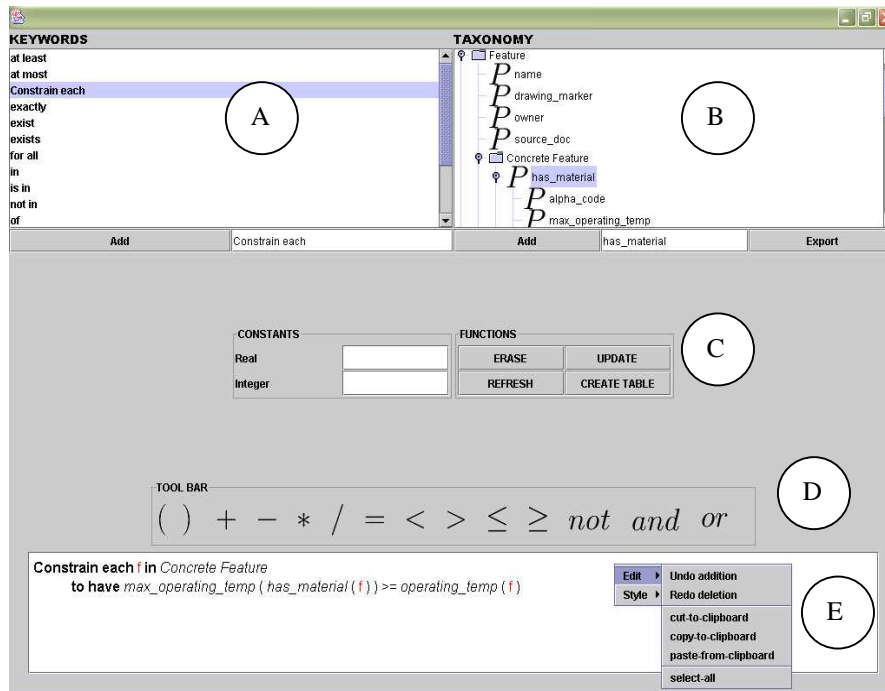 KEYWORDS
TAXONOMY
at least
at most
Constrain each
exactly
exist
exists
for all
in
is in
not in
of
A
Feature
P name
P drawing_marker
P owner
P source_doc
Concrete Feature
P has_material
P alpha_code
P max_operating_temp
B
Add Constrain each Add has_material Export
CONSTANTS
Real
Integer
FUNCTIONS
ERASE UPDATE
REFRESH CREATE TABLE
C
TOOL BAR
( ) + − * / = < > ≤ ≥ not and or
D
Constrain each f in Concrete Feature
to have max_operating_temp ( has_material ( f ) ) >= operating_temp ( f )
Edit
Style
Undo addition
Redo deletion
cut-to-clipboard
copy-to-clipboard
paste-from-clipboard
select-all
E